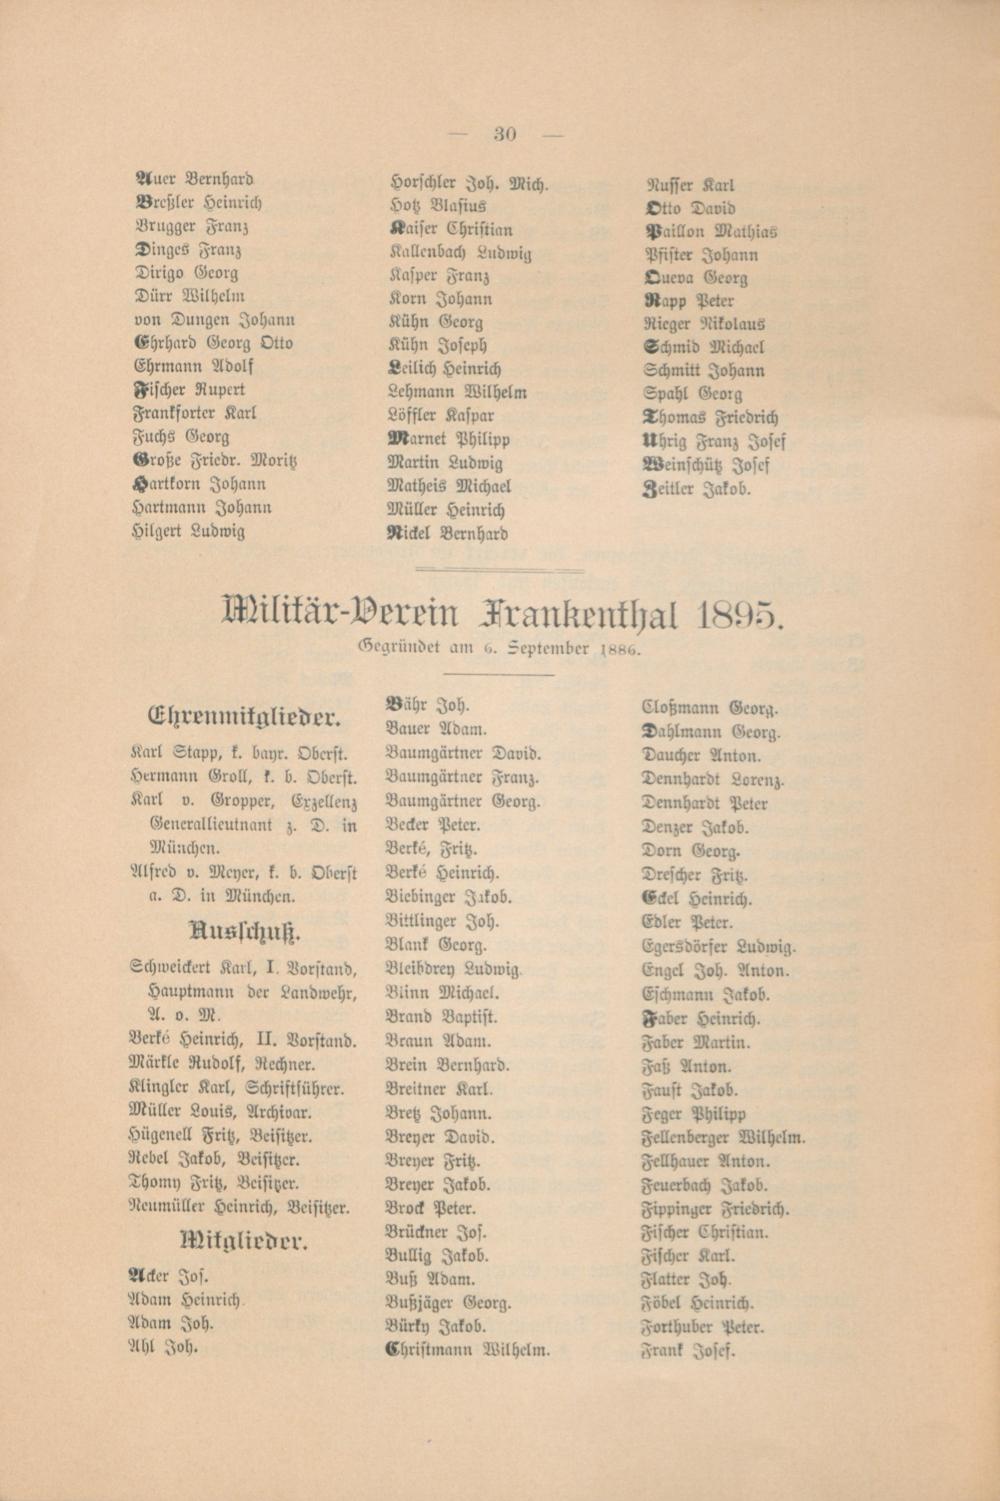 — 30 —
Auer Bernhard
Breßler Heinrich
Brugger Franz
Dinges Franz
Dirigo Georg
Dürr Wilhelm
von Dungen Johann
Ehrhard Georg Otto
Ehrmann Adolf
Fischer Rupert
Frankforter Karl
Fuchs Georg
Große Friedr. Moritz
Hartkorn Johann
Hartmann Johann
Hilgert Ludwig
Horschler Joh. Mich.
Hotz Blasius
Kaiser Christian
Kallenbach Ludwig
Kasper Franz
Korn Johann
Kühn Georg
Kühn Joseph
Leilich Heinrich
Lehmann Wilhelm
Löffler Kaspar
Marnet Philipp
Martin Ludwig
Matheis Michael
Müller Heinrich
Nickel Bernhard
Nusser Karl
Otto David
Paillon Mathias
Pfister Johann
Queva Georg
Rapp Peter
Rieger Nikolaus
Schmid Michael
Schmitt Johann
Spahl Georg
Thomas Friedrich
Uhrig Franz Josef
Weinschütz Josef
Zeitler Jakob.
Militär-Verein Frankenthal 1895.
Gegründet am 6. September 1886.
Ehrenmitglieder.
Karl Stapp, k. bayr. Oberst.
Hermann Groll, k. b. Oberst.
Karl v. Gropper, Exzellenz
Generallieutnant z. D. in
München.
Alfred v. Meyer, k. b. Oberst
a. D. in München.
Ausschuß.
Schweickert Karl, I. Vorstand,
Hauptmann der Landwehr,
A. o. M.
Berké Heinrich, II. Vorstand.
Märkle Rudolf, Rechner.
Klingler Karl, Schriftführer.
Müller Louis, Archivar.
Hügenell Fritz, Beisitzer.
Rebel Jakob, Beisitzer.
Thomy Fritz, Beisitzer.
Neumüller Heinrich, Beisitzer.
Mitglieder.
Acker Jos.
Adam Heinrich.
Adam Joh.
Ahl Joh.
Bähr Joh.
Bauer Adam.
Baumgärtner David.
Baumgärtner Franz.
Baumgärtner Georg.
Becker Peter.
Berké, Fritz.
Berké Heinrich.
Biebinger Jakob.
Bittlinger Joh.
Blank Georg.
Bleibdrey Ludwig.
Blinn Michael.
Brand Baptist.
Braun Adam.
Brein Bernhard.
Breitner Karl.
Bretz Johann.
Breyer David.
Breyer Fritz.
Breyer Jakob.
Brock Peter.
Brückner Jos.
Bullig Jakob.
Buß Adam.
Bußjäger Georg.
Bürky Jakob.
Christmann Wilhelm.
Cloßmann Georg.
Dahlmann Georg.
Daucher Anton.
Dennhardt Lorenz.
Dennhardt Peter
Denzer Jakob.
Dorn Georg.
Drescher Fritz.
Eckel Heinrich.
Edler Peter.
Egersdörfer Ludwig.
Engel Joh. Anton.
Eschmann Jakob.
Faber Heinrich.
Faber Martin.
Faß Anton.
Faust Jakob.
Feger Philipp
Fellenberger Wilhelm.
Fellhauer Anton.
Feuerbach Jakob.
Fippinger Friedrich.
Fischer Christian.
Fischer Karl.
Flatter Joh.
Föbel Heinrich.
Forthuber Peter.
Frank Josef.